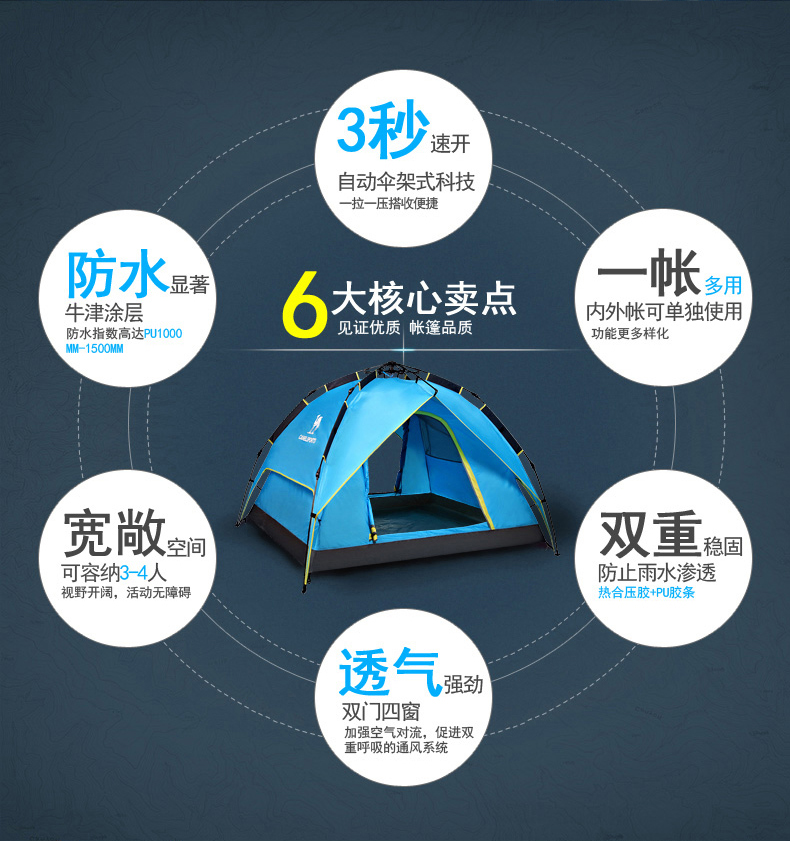 3秒速开
自动伞架式科技
一拉一压搭收便捷
防水显著
牛津涂层
防水指数高达PU1000
MM-1500MM
6大核心卖点
见证优质 帐篷品质
一帐多用
内外帐可单独使用
功能更多样化
宽敞空间
可容纳3-4人
视野开阔，活动无障碍
双重稳固
防止雨水渗透
热合压胶+PU胶条
透气强劲
双门四窗
加强空气对流，促进双
重呼吸的通风系统